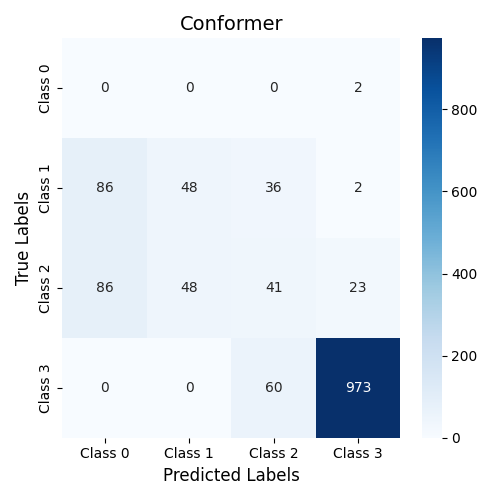 Conformer
True Labels
Class 0
0 0 0 2
Class 1
86 48 36 2
Class 2
86 48 41 23
Class 3
0 0 60 973
Class 0 Class 1 Class 2 Class 3
Predicted Labels
800
600
400
200
0